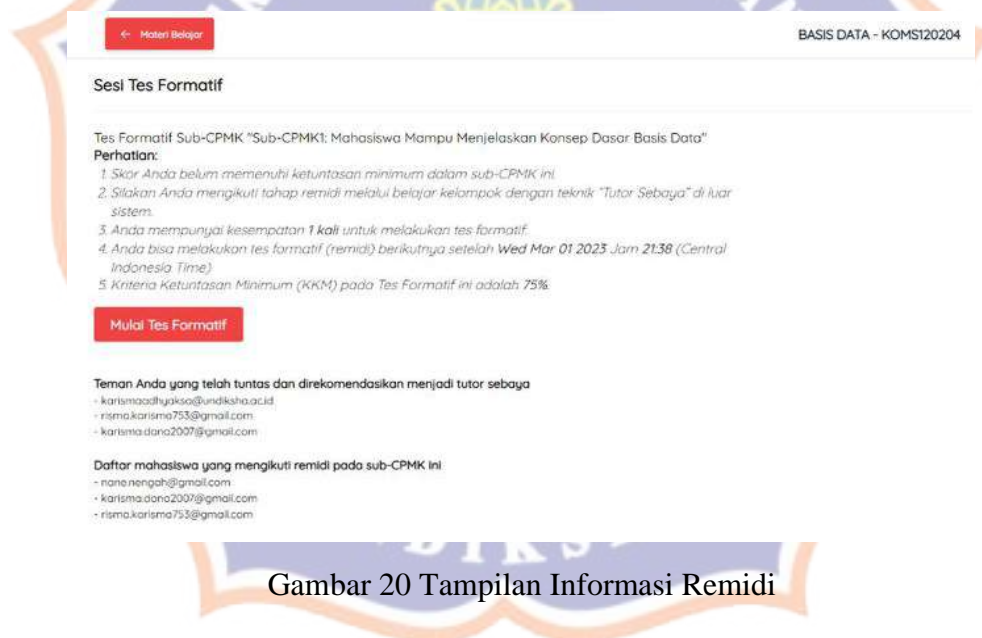 ← Materi Belajar
BASIS DATA - KOMS120204
Sesi Tes Formatif
Tes Formatif Sub-CPMK "Sub-CPMK1: Mahasiswa Mampu Menjelaskan Konsep Dasar Basis Data"
Perhatian:
1. Skor Anda belum memenuhi ketuntasan minimum dalam sub-CPMK ini.
2. Silakan Anda mengikuti tahap remidi melalui belajar kelompok dengan teknik "Tutor Sebaya" di luar
sistem.
3. Anda mempunyai kesempatan 1 kali untuk melakukan tes formatif.
4. Anda bisa melakukan tes formatif (remidi) berikutnya setelah Wed Mar 01 2023 Jam 21:38 (Central
Indonesia Time)
5. Kriteria Ketuntasan Minimum (KKM) pada Tes Formatif ini adalah 75%.
Mulai Tes Formatif
Teman Anda yang telah tuntas dan direkomendasikan menjadi tutor sebaya
- karismaadhyaksa@undiksha.ac.id
- risma.karisma753@gmail.com
- karisma.dana2007@gmail.com
Daftar mahasiswa yang mengikuti remidi pada sub-CPMK ini
- nane.nengah@gmail.com
- karisma.dana2007@gmail.com
- risma.karisma753@gmail.com
Gambar 20 Tampilan Informasi Remidi